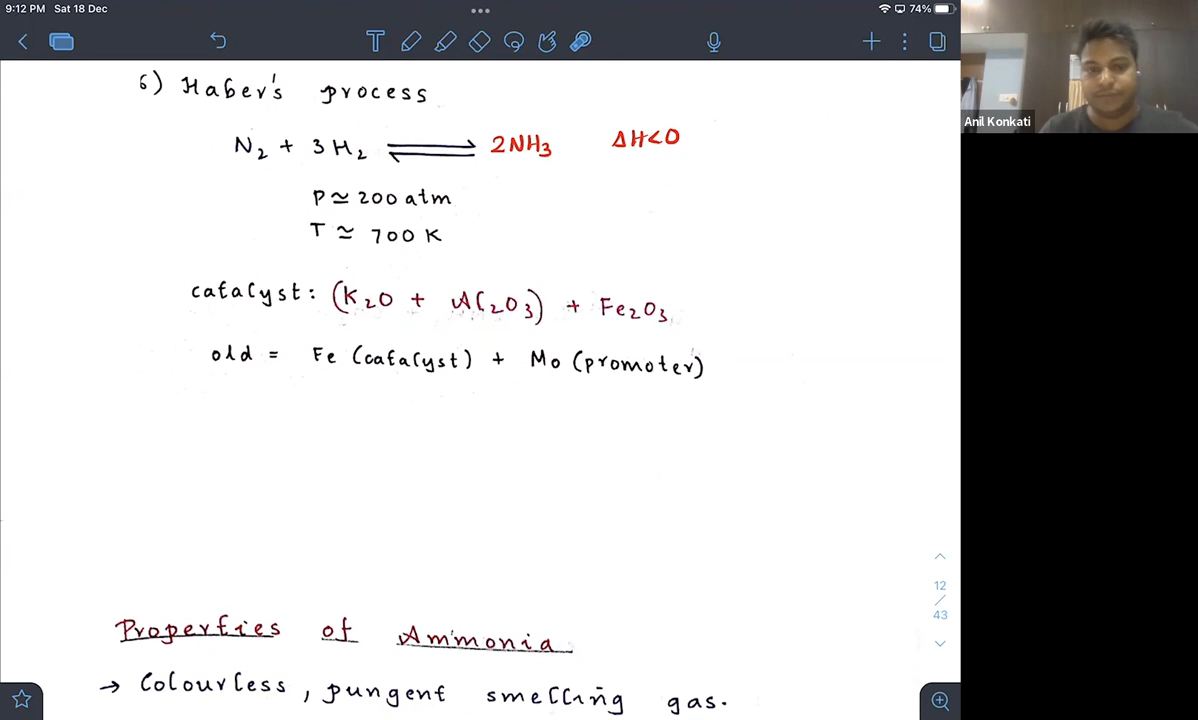 9:12 PM Sat 18 Dec
74%
6) Haber's process
N₂ + 3H₂ ⇌ 2NH₃ ΔH<0
P ≃ 200 atm
T ≃ 700 K
catalyst: (K₂O + Al₂O₃) + Fe₂O₃
old = Fe (catalyst) + Mo (promoter)
Properties of Ammonia
→ Colourless, pungent smelling gas.
12
/
43
Anil Konkati